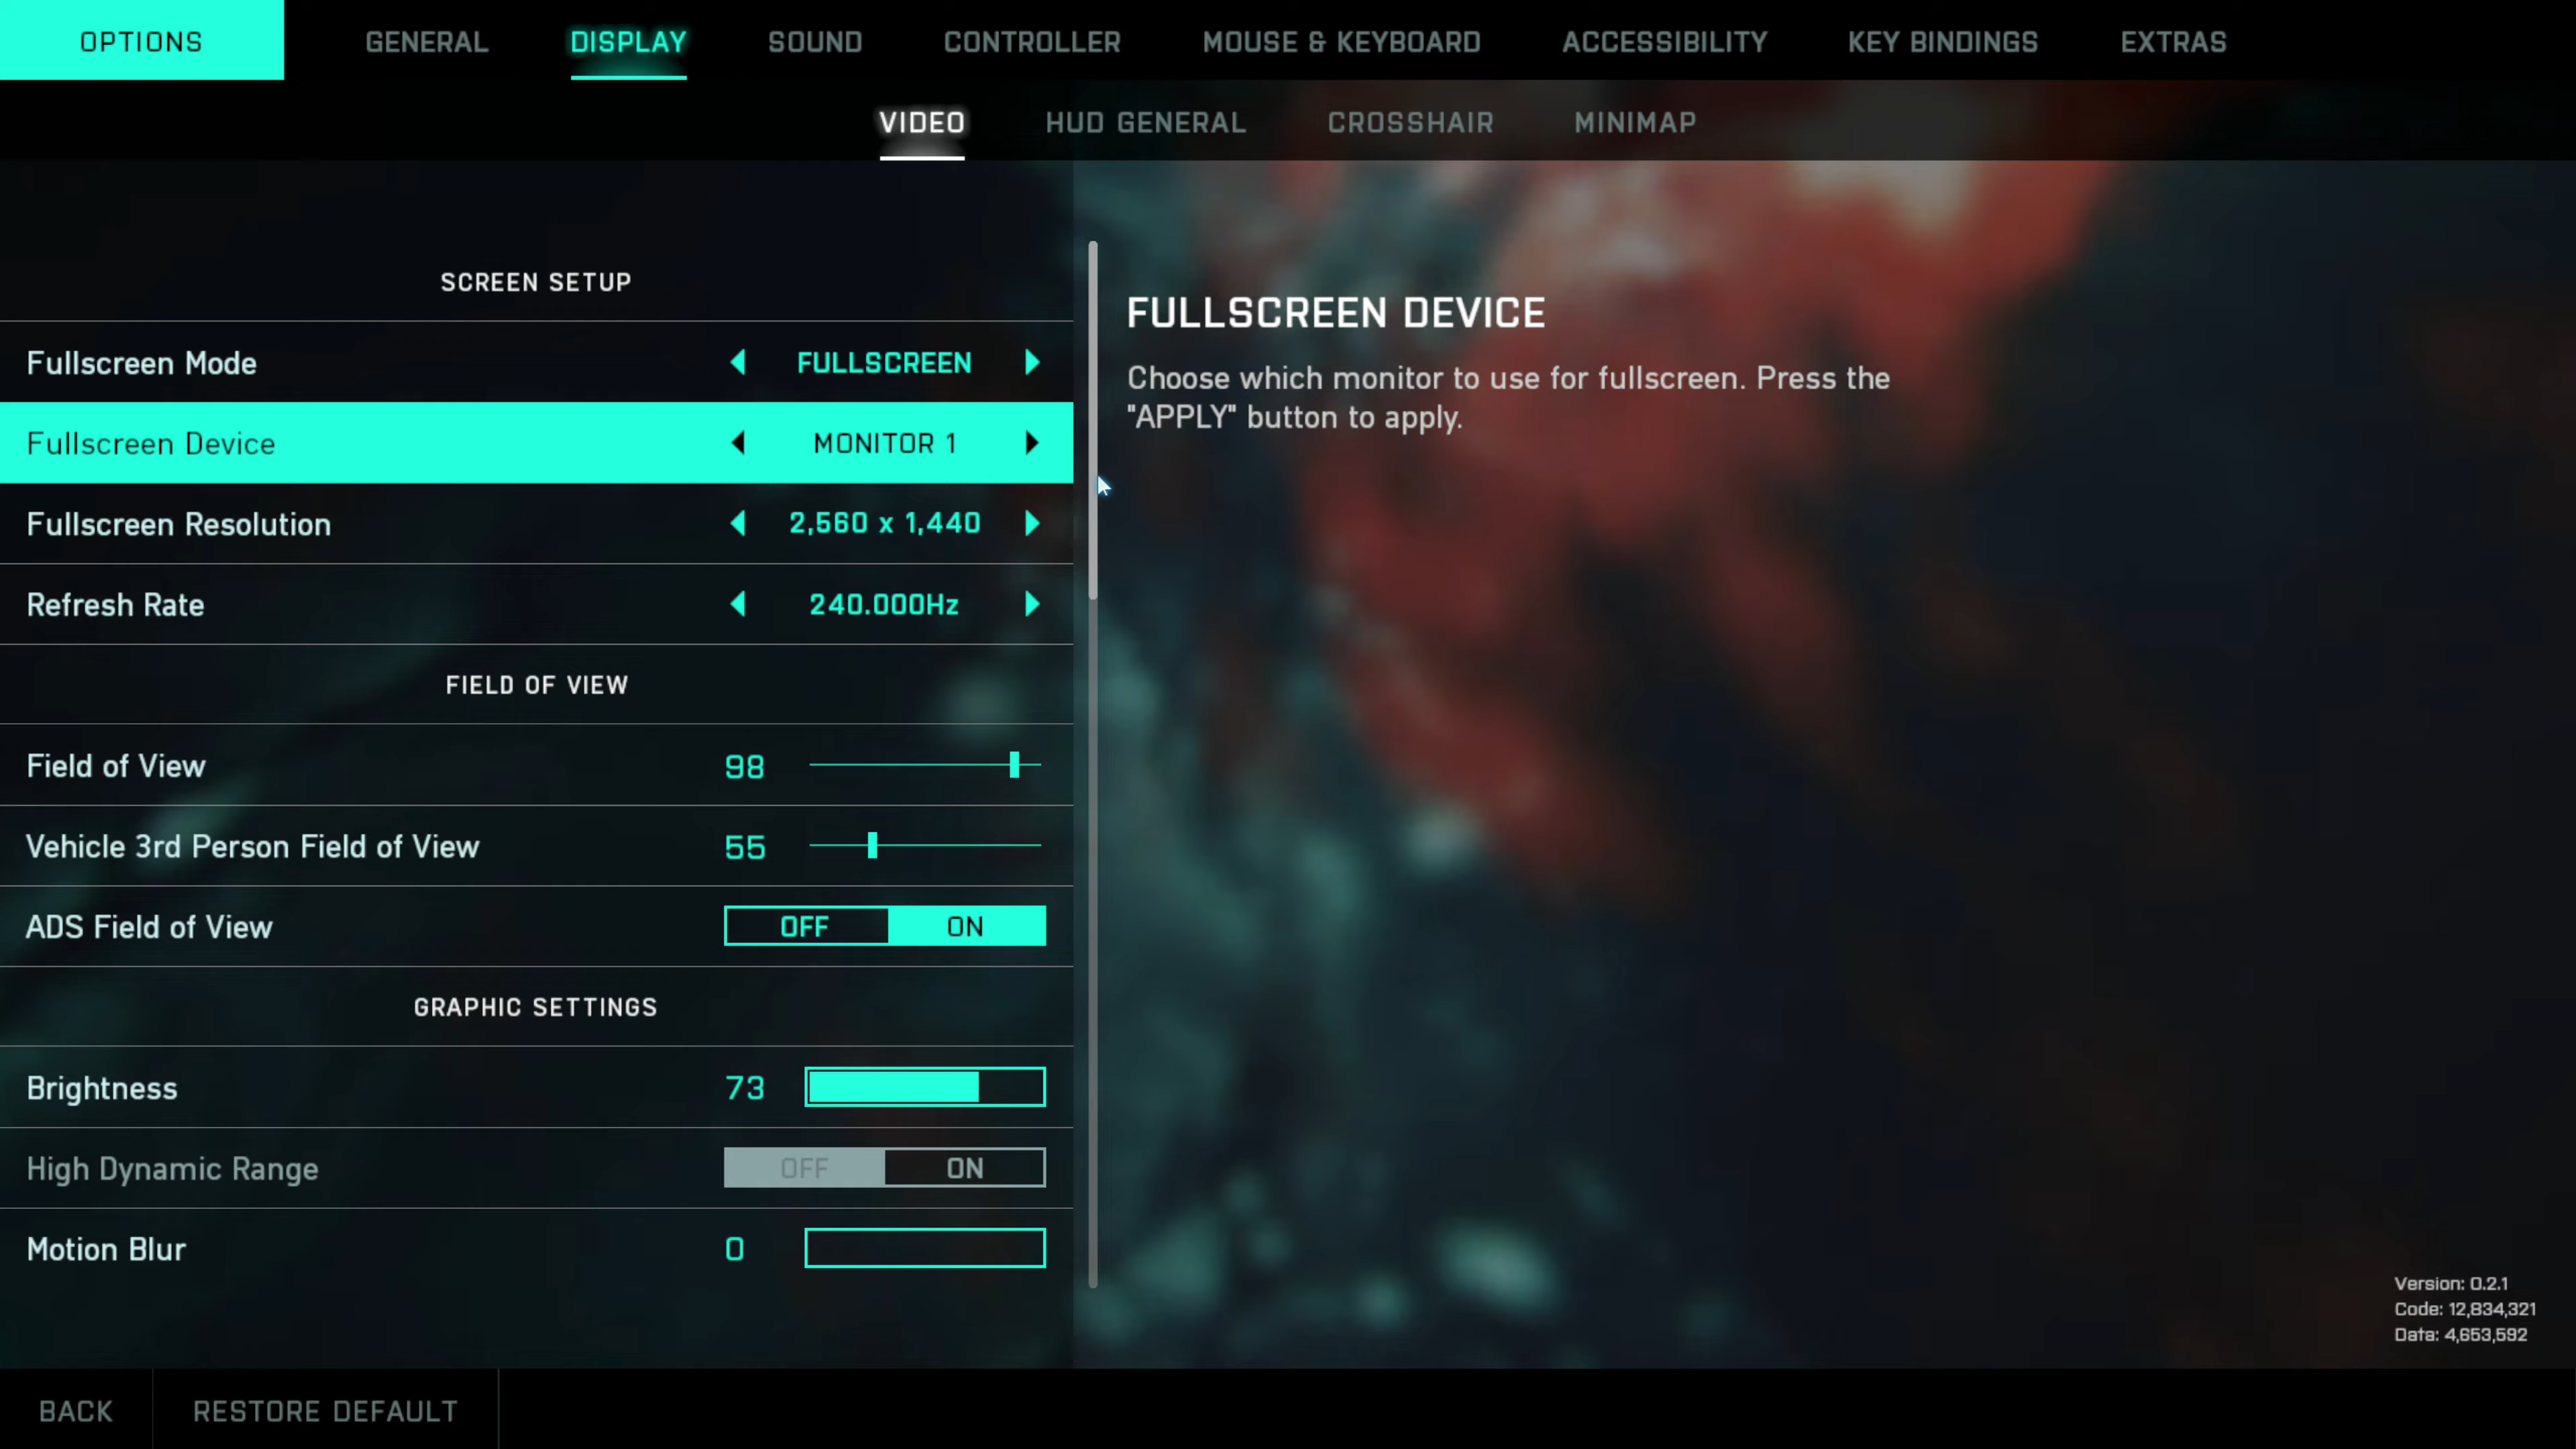 OPTIONS GENERAL DISPLAY SOUND CONTROLLER MOUSE & KEYBOARD ACCESSIBILITY KEY BINDINGS EXTRAS
VIDEO HUD GENERAL CROSSHAIR MINIMAP
SCREEN SETUP
Fullscreen Mode FULLSCREEN
Fullscreen Device MONITOR 1
Fullscreen Resolution 2,560 x 1,440
Refresh Rate 240.000Hz
FIELD OF VIEW
Field of View 98
Vehicle 3rd Person Field of View 55
ADS Field of View OFF ON
GRAPHIC SETTINGS
Brightness 73
High Dynamic Range OFF ON
Motion Blur 0
FULLSCREEN DEVICE
Choose which monitor to use for fullscreen. Press the
"APPLY" button to apply.
Version: 0.2.1
Code: 12,834,321
Data: 4,653,592
BACK RESTORE DEFAULT